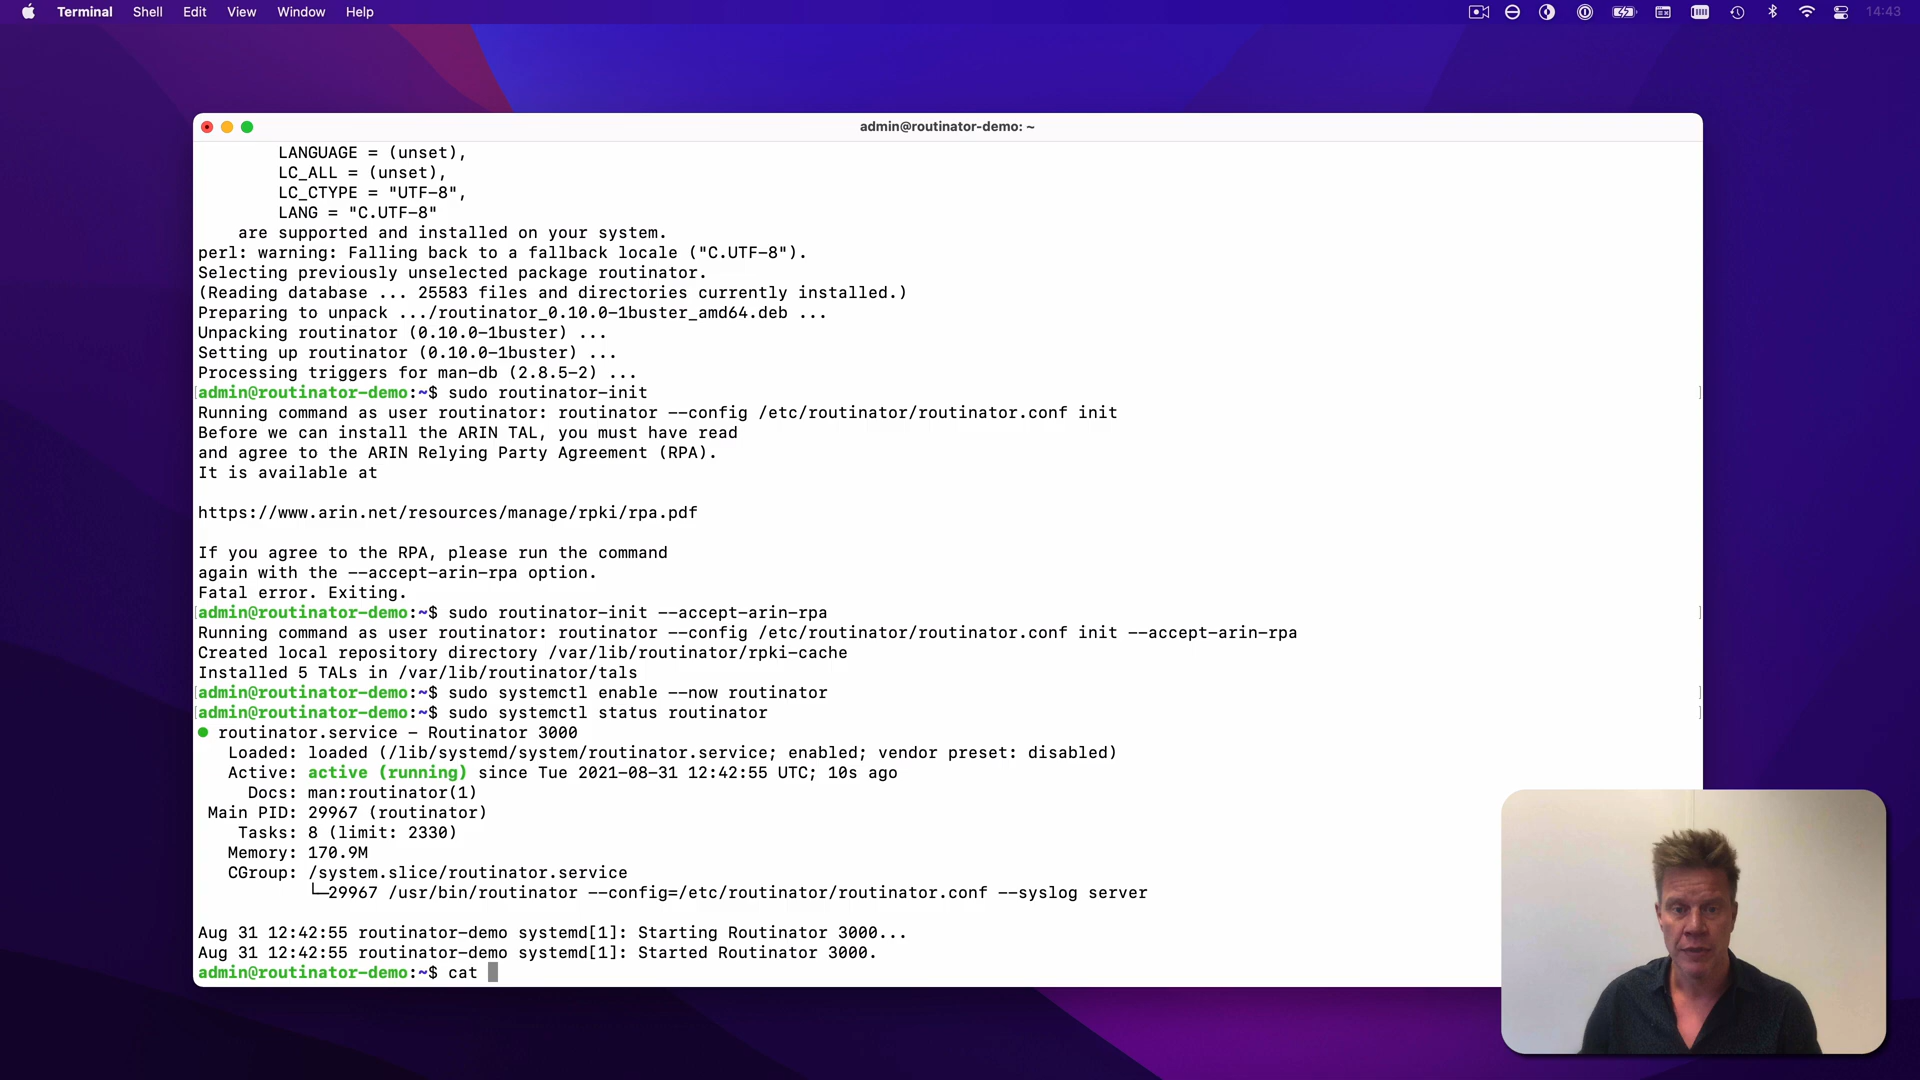 Terminal Shell Edit View Window Help 14:43
admin@routinator-demo: ~
LANGUAGE = (unset),
LC_ALL = (unset),
LC_CTYPE = "UTF-8",
LANG = "C.UTF-8"
are supported and installed on your system.
perl: warning: Falling back to a fallback locale ("C.UTF-8").
Selecting previously unselected package routinator.
(Reading database ... 25583 files and directories currently installed.)
Preparing to unpack .../routinator_0.10.0-1buster_amd64.deb ...
Unpacking routinator (0.10.0-1buster) ...
Setting up routinator (0.10.0-1buster) ...
Processing triggers for man-db (2.8.5-2) ...
[admin@routinator-demo:~$ sudo routinator-init ]
Running command as user routinator: routinator --config /etc/routinator/routinator.conf init
Before we can install the ARIN TAL, you must have read
and agree to the ARIN Relying Party Agreement (RPA).
It is available at
https://www.arin.net/resources/manage/rpki/rpa.pdf
If you agree to the RPA, please run the command
again with the --accept-arin-rpa option.
Fatal error. Exiting.
[admin@routinator-demo:~$ sudo routinator-init --accept-arin-rpa ]
Running command as user routinator: routinator --config /etc/routinator/routinator.conf init --accept-arin-rpa
Created local repository directory /var/lib/routinator/rpki-cache
Installed 5 TALs in /var/lib/routinator/tals
[admin@routinator-demo:~$ sudo systemctl enable --now routinator ]
[admin@routinator-demo:~$ sudo systemctl status routinator ]
● routinator.service - Routinator 3000
Loaded: loaded (/lib/systemd/system/routinator.service; enabled; vendor preset: disabled)
Active: active (running) since Tue 2021-08-31 12:42:55 UTC; 10s ago
Docs: man:routinator(1)
Main PID: 29967 (routinator)
Tasks: 8 (limit: 2330)
Memory: 170.9M
CGroup: /system.slice/routinator.service
└─29967 /usr/bin/routinator --config=/etc/routinator/routinator.conf --syslog server
Aug 31 12:42:55 routinator-demo systemd[1]: Starting Routinator 3000...
Aug 31 12:42:55 routinator-demo systemd[1]: Started Routinator 3000.
admin@routinator-demo:~$ cat